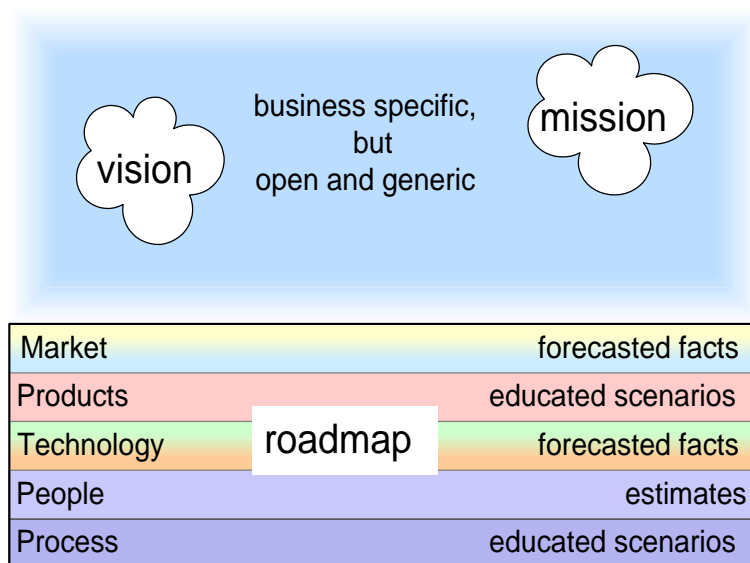 vision
business specific,
but
open and generic
mission
Market forecasted facts
Products educated scenarios
Technology roadmap forecasted facts
People estimates
Process educated scenarios